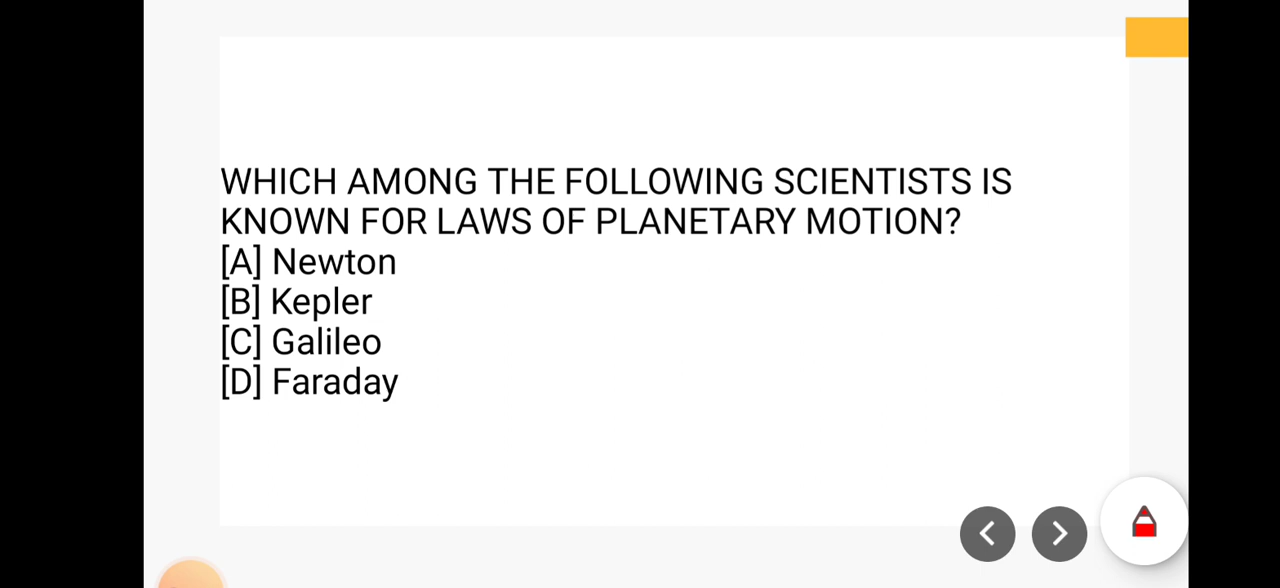 WHICH AMONG THE FOLLOWING SCIENTISTS IS
KNOWN FOR LAWS OF PLANETARY MOTION?
[A] Newton
[B] Kepler
[C] Galileo
[D] Faraday